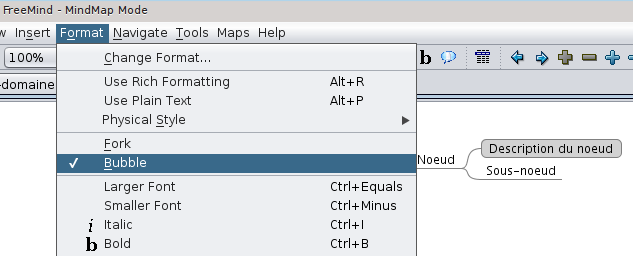 FreeMind - MindMap Mode
w Insert Format Navigate Tools Maps Help
100% b
-domaine
Change Format...
Use Rich Formatting Alt+R
Use Plain Text Alt+P
Physical Style
Fork
Bubble
Larger Font Ctrl+Equals
Smaller Font Ctrl+Minus
i Italic Ctrl+I
b Bold Ctrl+B
Noeud
Description du noeud
Sous-noeud